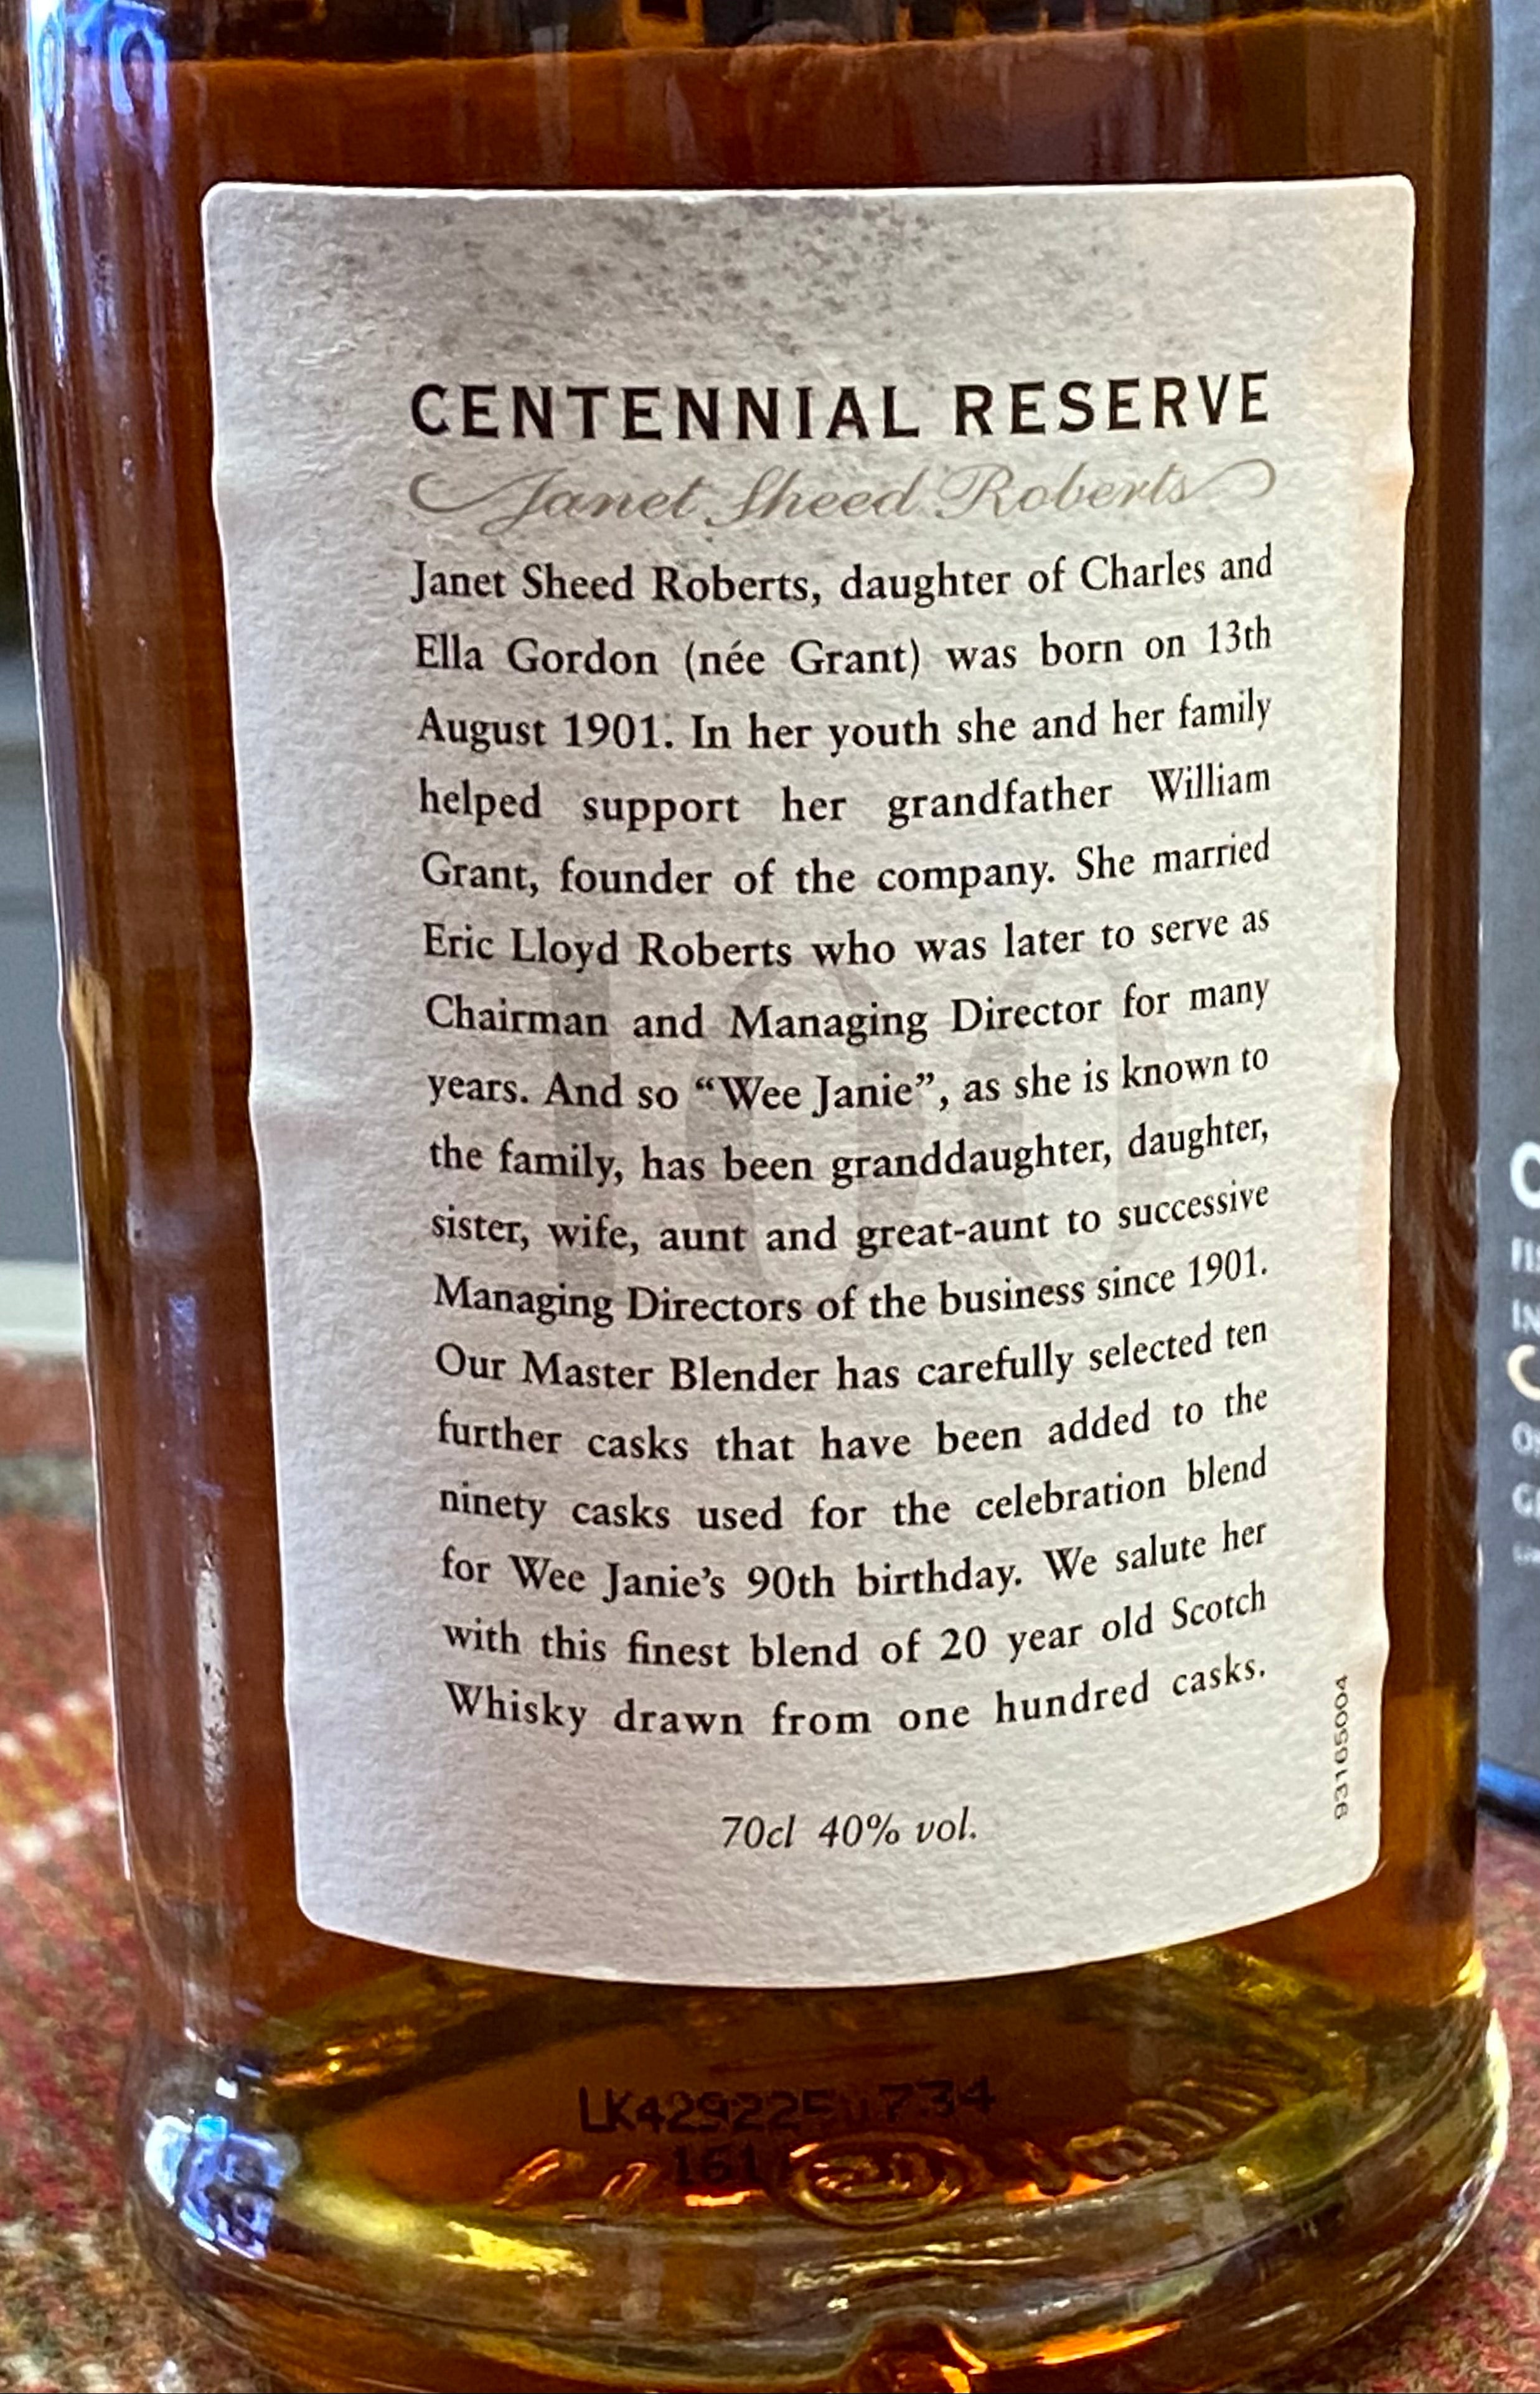 CENTENNIAL RESERVE
Janet Sheed Roberts
Janet Sheed Roberts, daughter of Charles and
Ella Gordon (née Grant) was born on 13th
August 1901. In her youth she and her family
helped support her grandfather William
Grant, founder of the company. She married
Eric Lloyd Roberts who was later to serve as
Chairman and Managing Director for many
years. And so “Wee Janie”, as she is known to
the family, has been granddaughter, daughter,
sister, wife, aunt and great-aunt to successive
Managing Directors of the business since 1901.
Our Master Blender has carefully selected ten
further casks that have been added to the
ninety casks used for the celebration blend
for Wee Janie’s 90th birthday. We salute her
with this finest blend of 20 year old Scotch
Whisky drawn from one hundred casks.
100
70cl 40% vol.
93165004
161